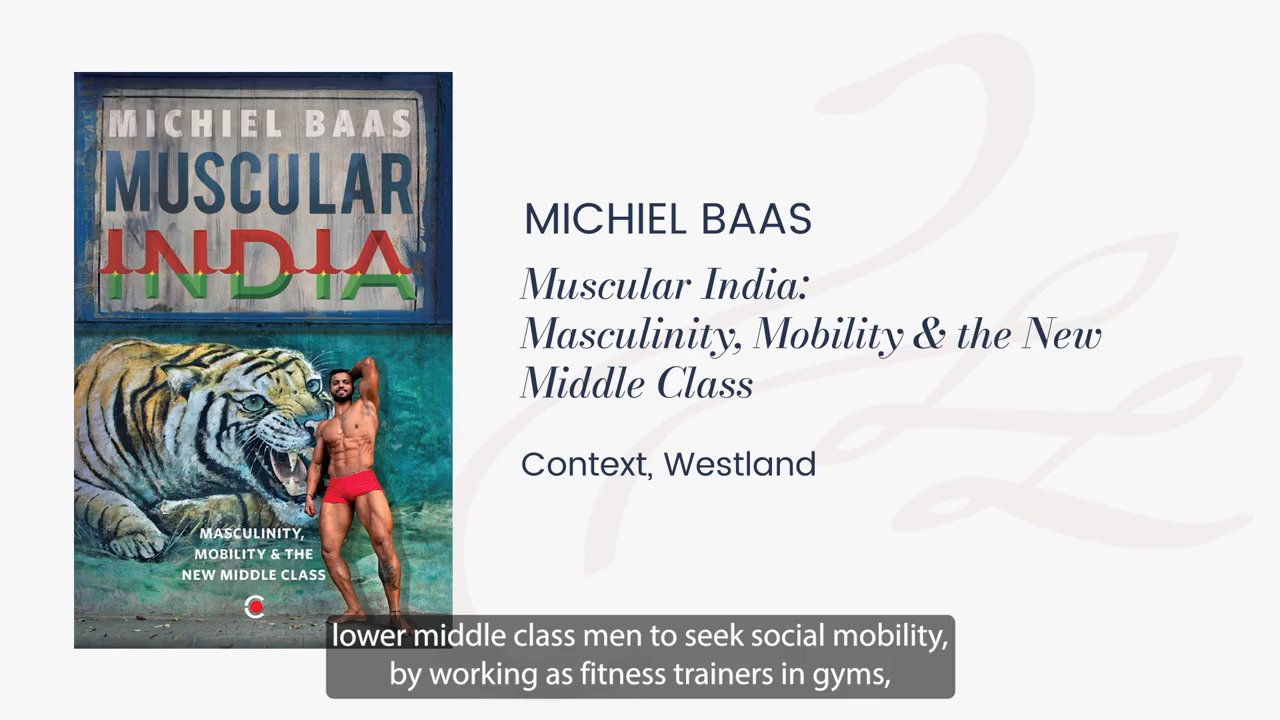 MICHIEL BAAS
MUSCULAR
INDIA
MASCULINITY,
MOBILITY & THE
NEW MIDDLE CLASS
MICHIEL BAAS
Muscular India:
Masculinity, Mobility & the New
Middle Class
Context, Westland
lower middle class men to seek social mobility,
by working as fitness trainers in gyms,